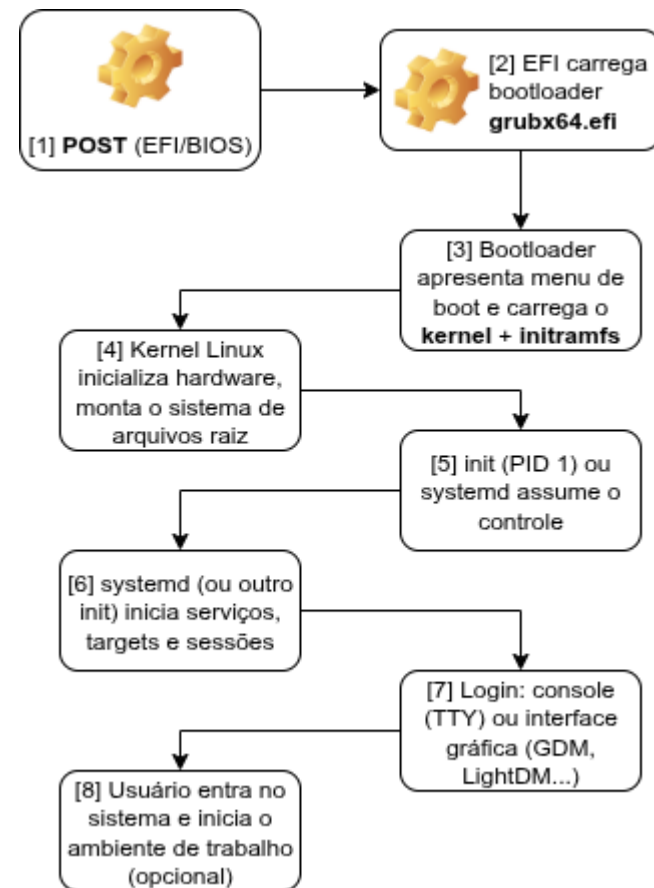 [1] POST (EFI/BIOS)
[2] EFI carrega
bootloader
grubx64.efi
[3] Bootloader
apresenta menu de
boot e carrega o
kernel + initramfs
[4] Kernel Linux
inicializa hardware,
monta o sistema de
arquivos raiz
[5] init (PID 1) ou
systemd assume o
controle
[6] systemd (ou outro
init) inicia serviços,
targets e sessões
[7] Login: console
(TTY) ou interface
gráfica (GDM,
LightDM...)
[8] Usuário entra no
sistema e inicia o
ambiente de trabalho
(opcional)